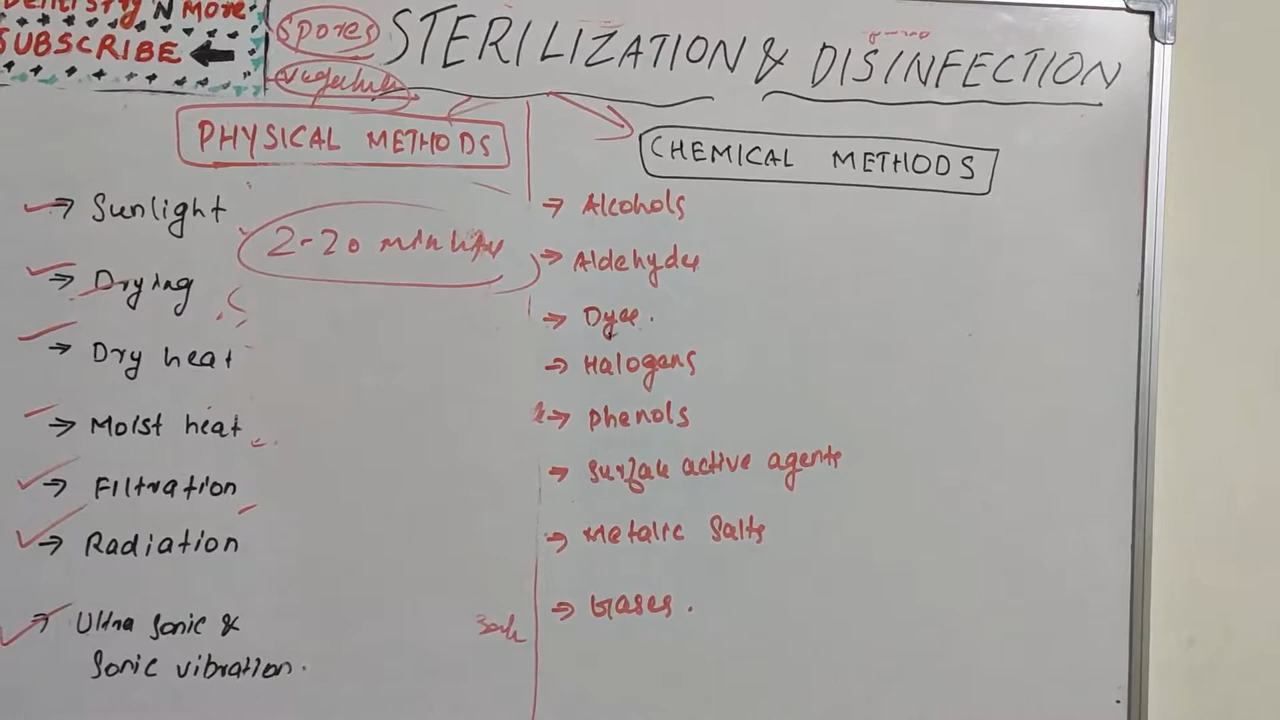 Dentistry N More
SUBSCRIBE
spores
STERILIZATION & DISINFECTION
PHYSICAL METHODS
→ Sunlight
→ Drying
→ Dry heat
→ Moist heat
→ Filtration
→ Radiation
→ Ultra sonic &
Sonic vibration.
2-20 minutes
CHEMICAL METHODS
→ Alcohols
→ Aldehydes
→ Dyes.
→ Halogens
→ Phenols
→ Surface active agents
→ Metalic Salts
→ Gases.